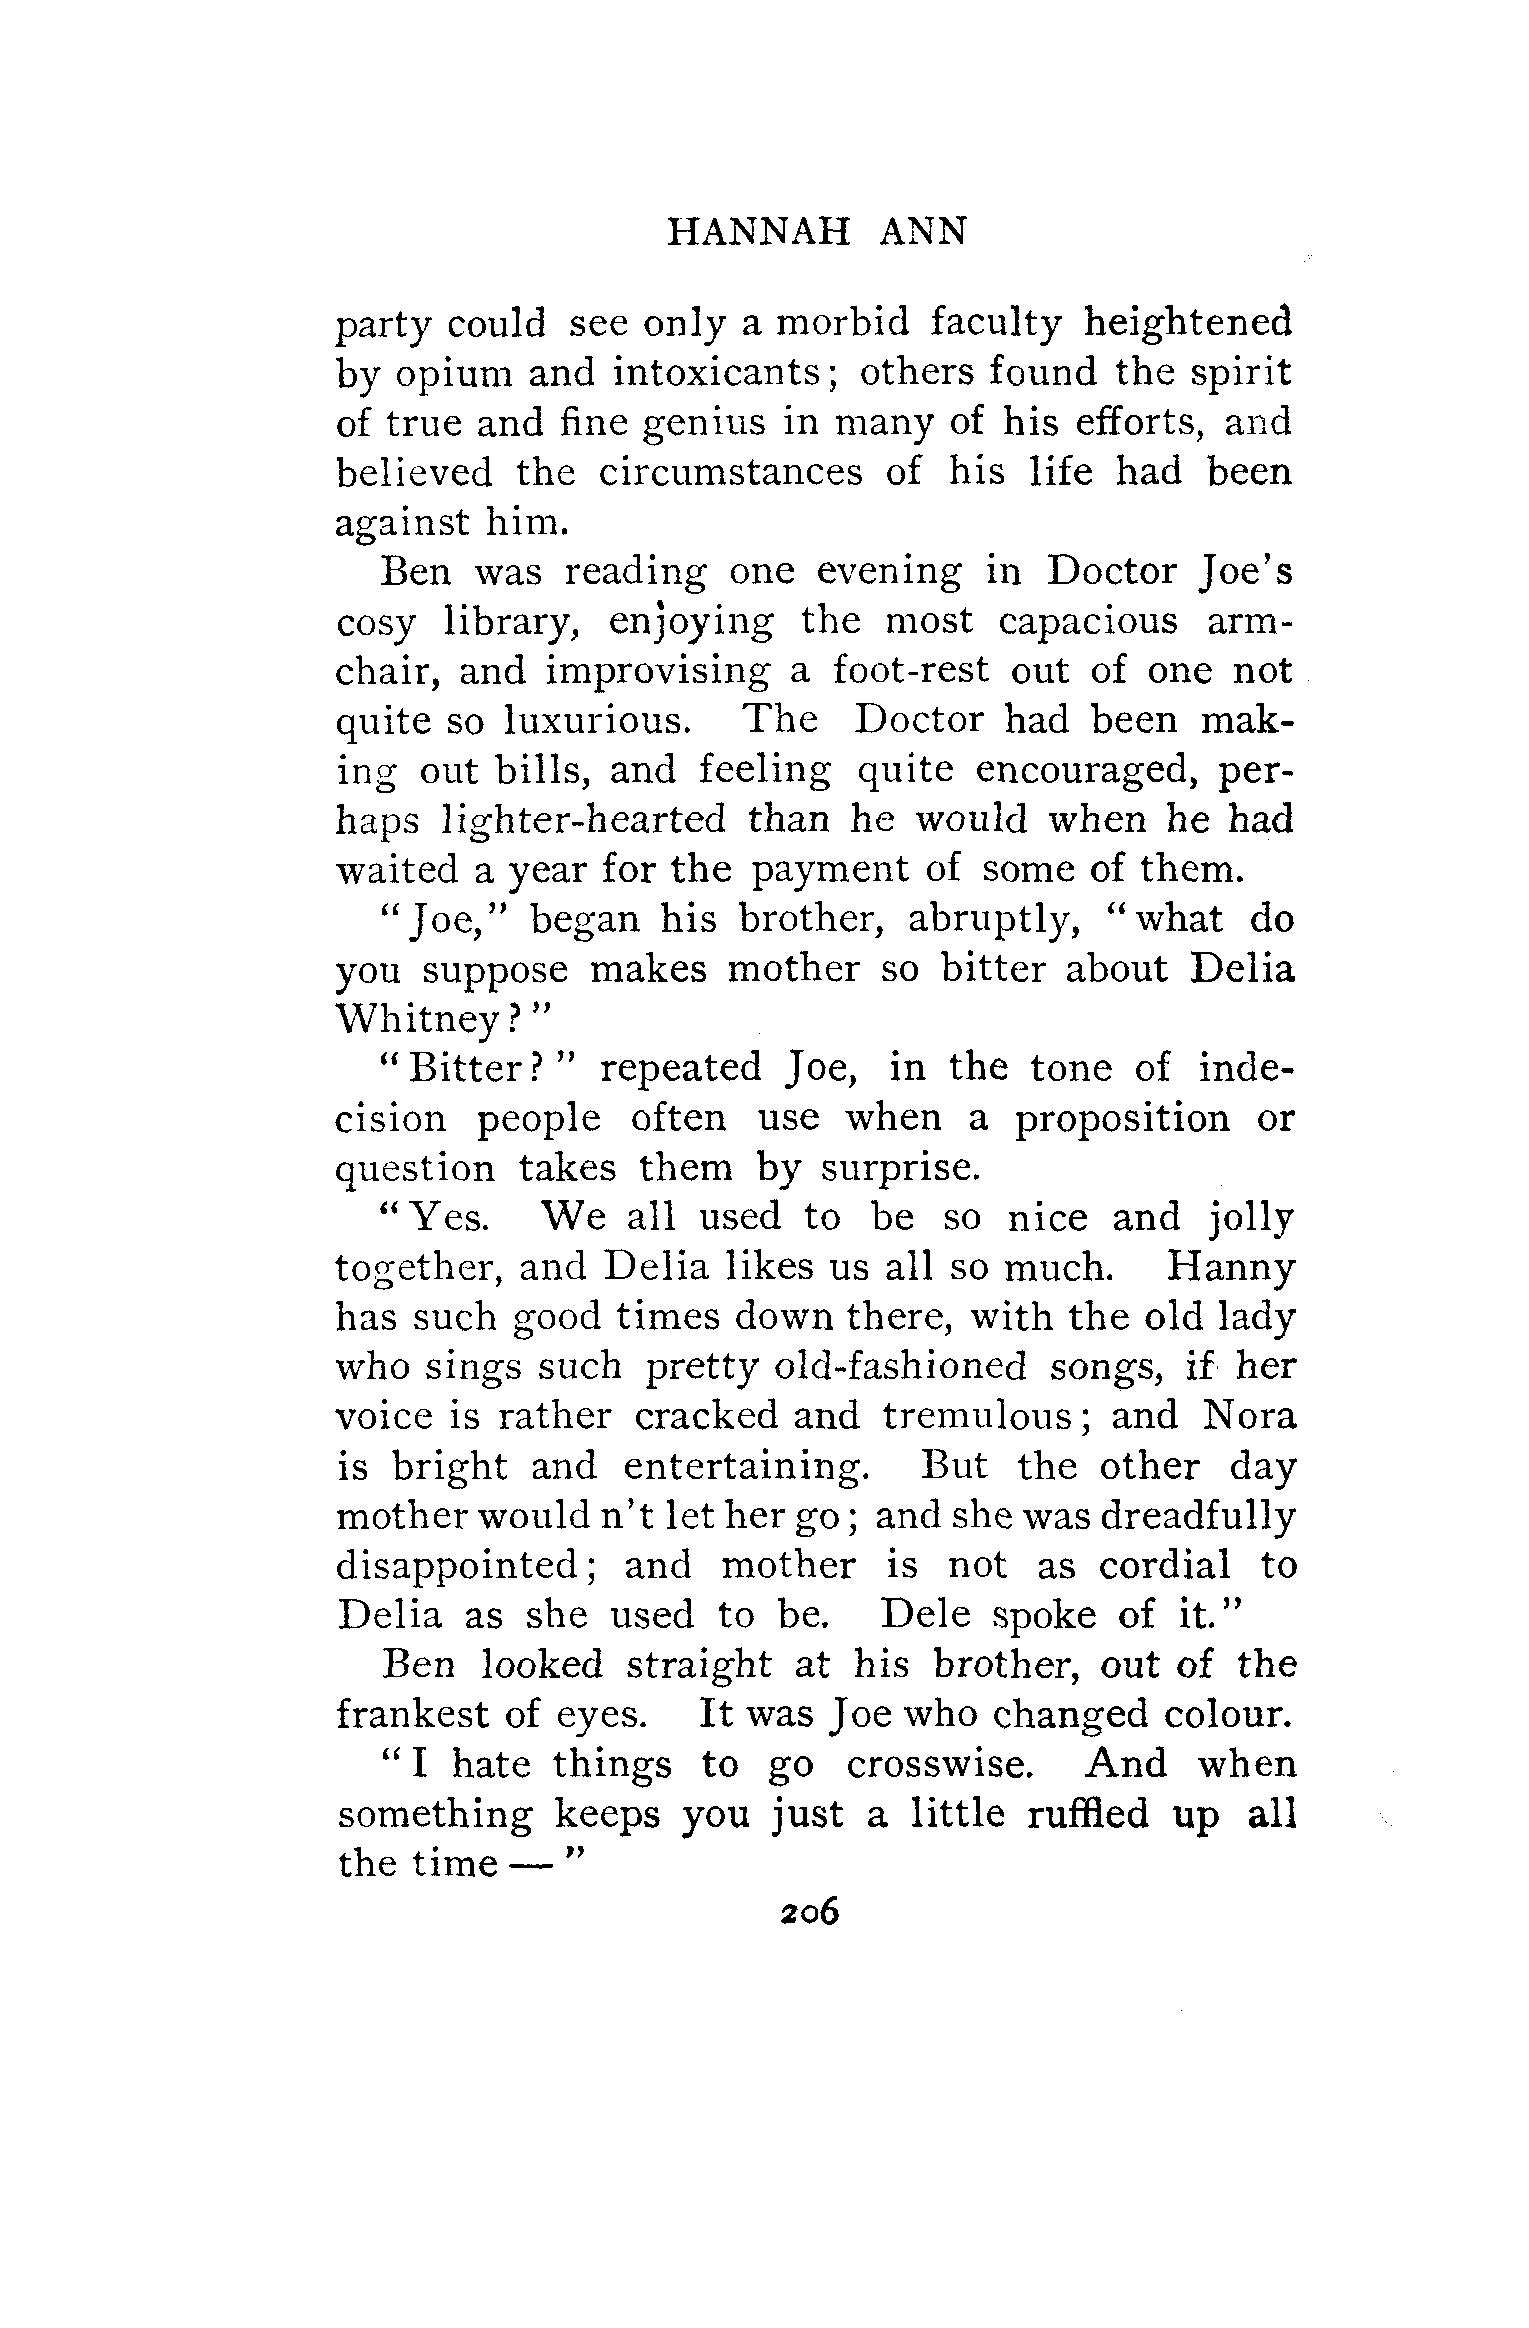 HANNAH ANN
party could see only a morbid faculty heightened
by opium and intoxicants; others found the spirit
of true and fine genius in many of his efforts, and
believed the circumstances of his life had been
against him.
Ben was reading one evening in Doctor Joe's
cosy library, enjoying the most capacious arm-
chair, and improvising a foot-rest out of one not
quite so luxurious. The Doctor had been mak-
ing out bills, and feeling quite encouraged, per-
haps lighter-hearted than he would when he had
waited a year for the payment of some of them.
"Joe," began his brother, abruptly, "what do
you suppose makes mother so bitter about Delia
Whitney?"
"Bitter?" repeated Joe, in the tone of inde-
cision people often use when a proposition or
question takes them by surprise.
"Yes. We all used to be so nice and jolly
together, and Delia likes us all so much. Hanny
has such good times down there, with the old lady
who sings such pretty old-fashioned songs, if her
voice is rather cracked and tremulous; and Nora
is bright and entertaining. But the other day
mother would n't let her go; and she was dreadfully
disappointed; and mother is not as cordial to
Delia as she used to be. Dele spoke of it."
Ben looked straight at his brother, out of the
frankest of eyes. It was Joe who changed colour.
"I hate things to go crosswise. And when
something keeps you just a little ruffled up all
the time—"
206